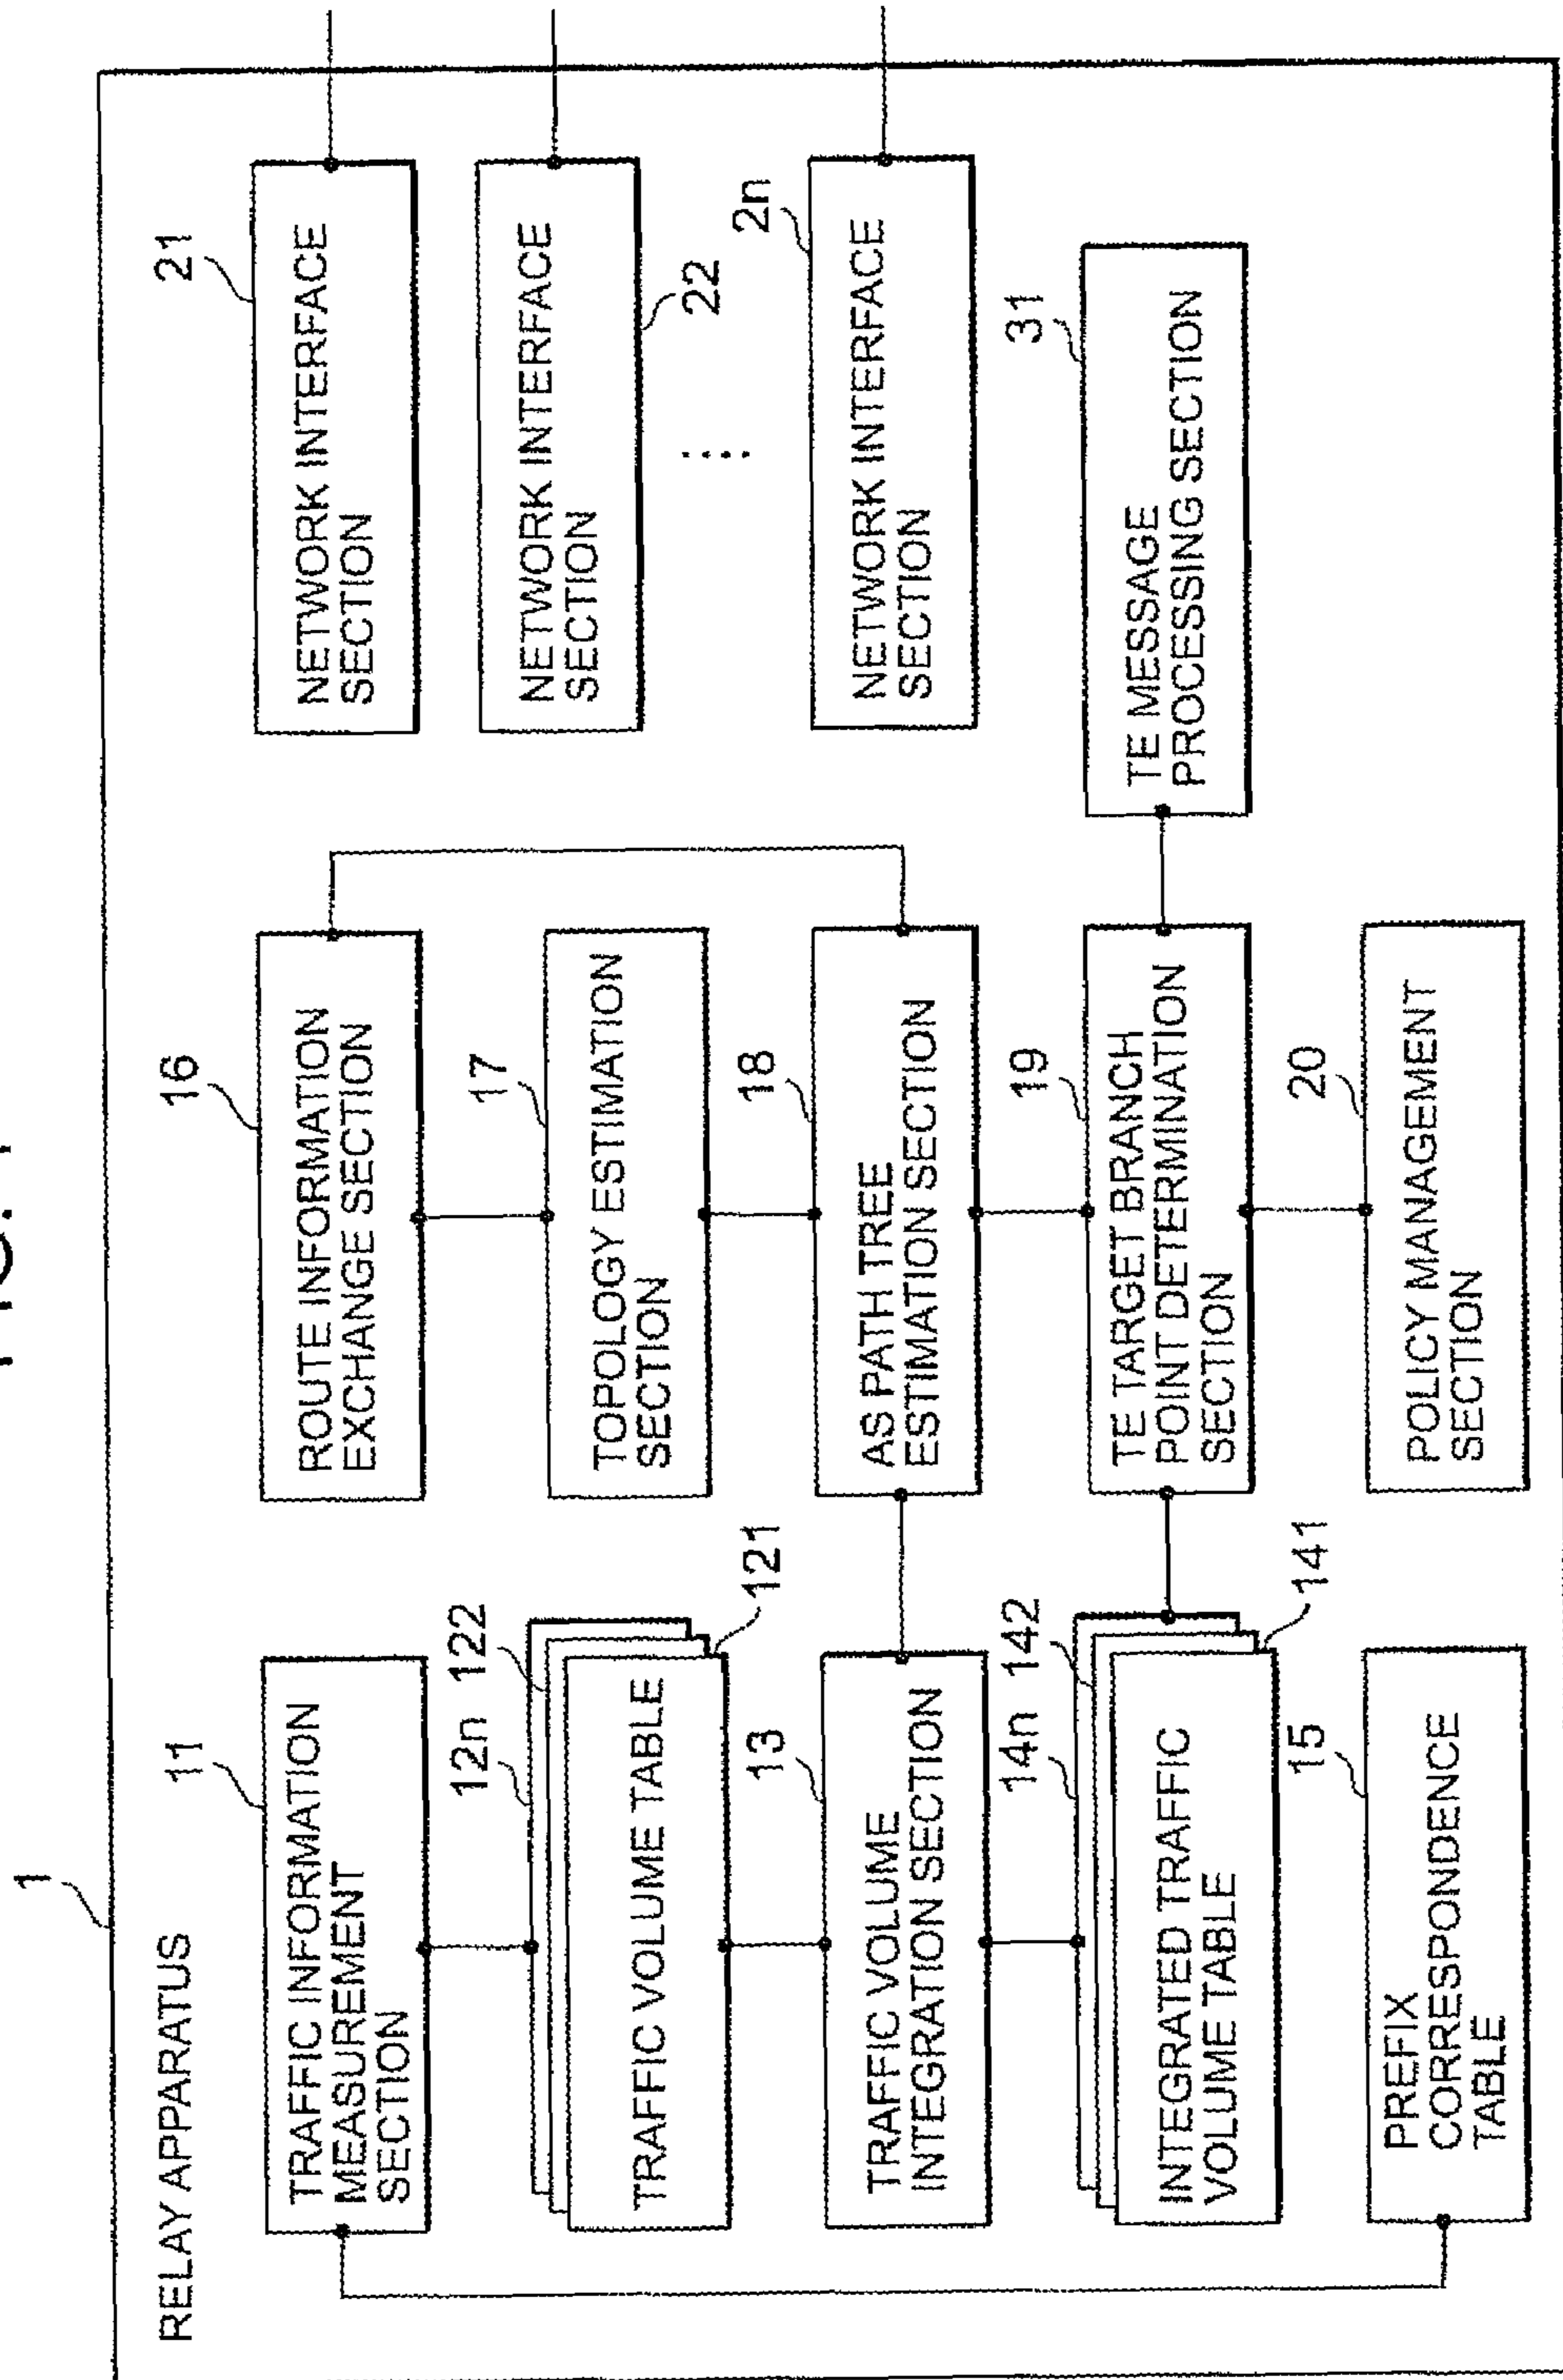 1
RELAY APPARATUS
11
TRAFFIC INFORMATION
MEASUREMENT
SECTION
12n 122
TRAFFIC VOLUME TABLE
121
13
TRAFFIC VOLUME
INTEGRATION SECTION
14n 142
INTEGRATED TRAFFIC
VOLUME TABLE
141
15
PREFIX
CORRESPONDENCE
TABLE
16
ROUTE INFORMATION
EXCHANGE SECTION
17
TOPOLOGY ESTIMATION
SECTION
18
AS PATH TREE
ESTIMATION SECTION
19
TE TARGET BRANCH
POINT DETERMINATION
SECTION
20
POLICY MANAGEMENT
SECTION
21
NETWORK INTERFACE
SECTION
NETWORK INTERFACE
SECTION
22
2n
NETWORK INTERFACE
SECTION
31
TE MESSAGE
PROCESSING SECTION